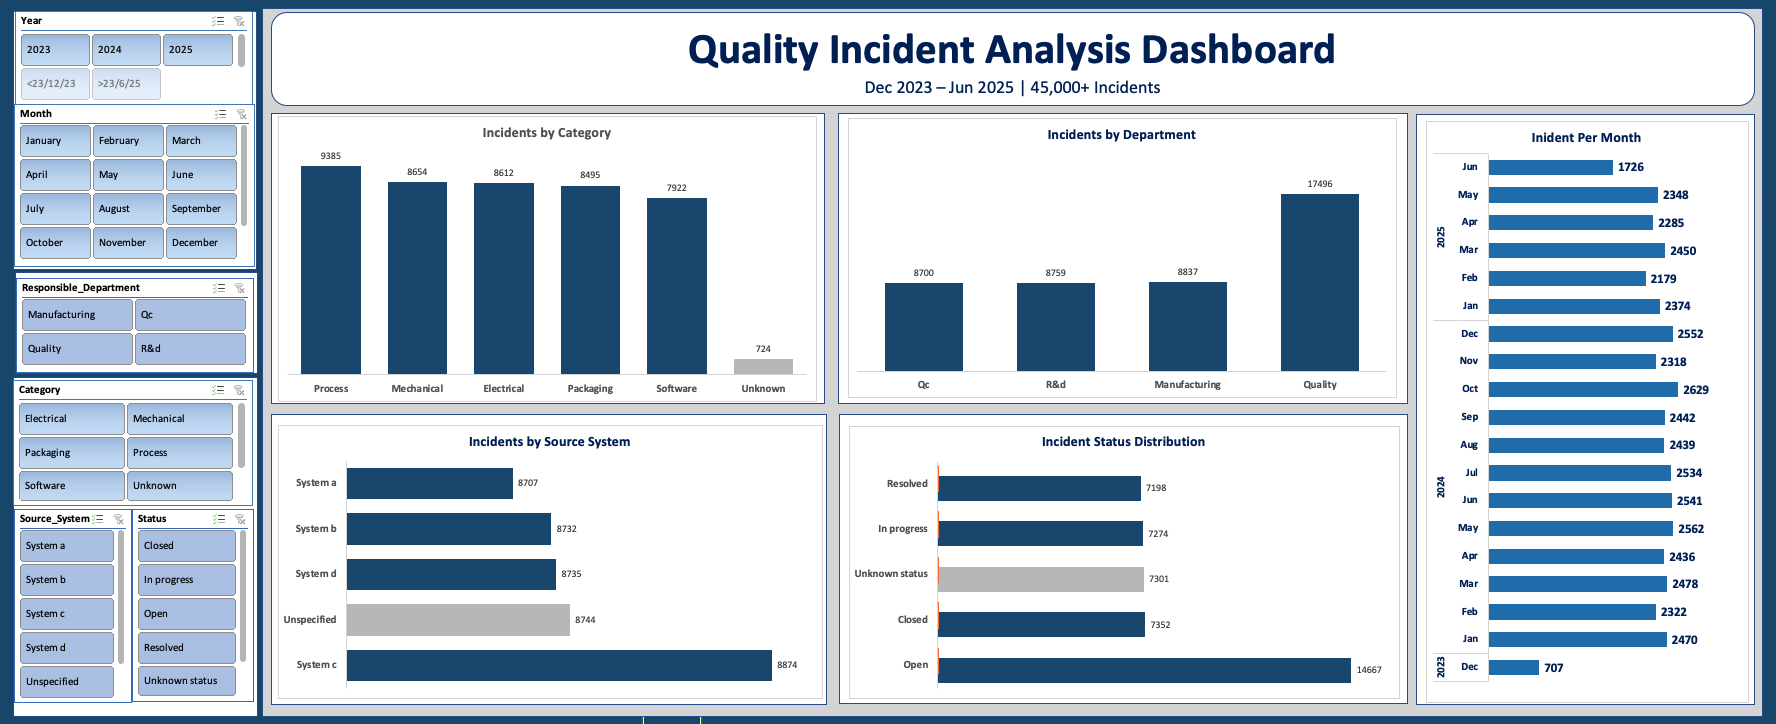 Year
2023 2024 2025
<23/12/23 >23/6/25
Month
January February March
April May June
July August September
October November December
Responsible_Department
Manufacturing Qc
Quality R&d
Category
Electrical Mechanical
Packaging Process
Software Unknown
Source_System
System a
System b
System c
System d
Unspecified
Status
Closed
In progress
Open
Resolved
Unknown status
Quality Incident Analysis Dashboard
Dec 2023 – Jun 2025 | 45,000+ Incidents
Incidents by Category
9385 8654 8612 8495 7922 724
Process Mechanical Electrical Packaging Software Unknown
Incidents by Department
8700 8759 8837 17496
Qc R&d Manufacturing Quality
Incidents by Source System
System a 8707
System b 8732
System d 8735
Unspecified 8744
System c 8874
Incident Status Distribution
Resolved 7198
In progress 7274
Unknown status 7301
Closed 7352
Open 14667
Inident Per Month
2025
Jun 1726
May 2348
Apr 2285
Mar 2450
Feb 2179
Jan 2374
2024
Dec 2552
Nov 2318
Oct 2629
Sep 2442
Aug 2439
Jul 2534
Jun 2541
May 2562
Apr 2436
Mar 2478
Feb 2322
Jan 2470
2023
Dec 707